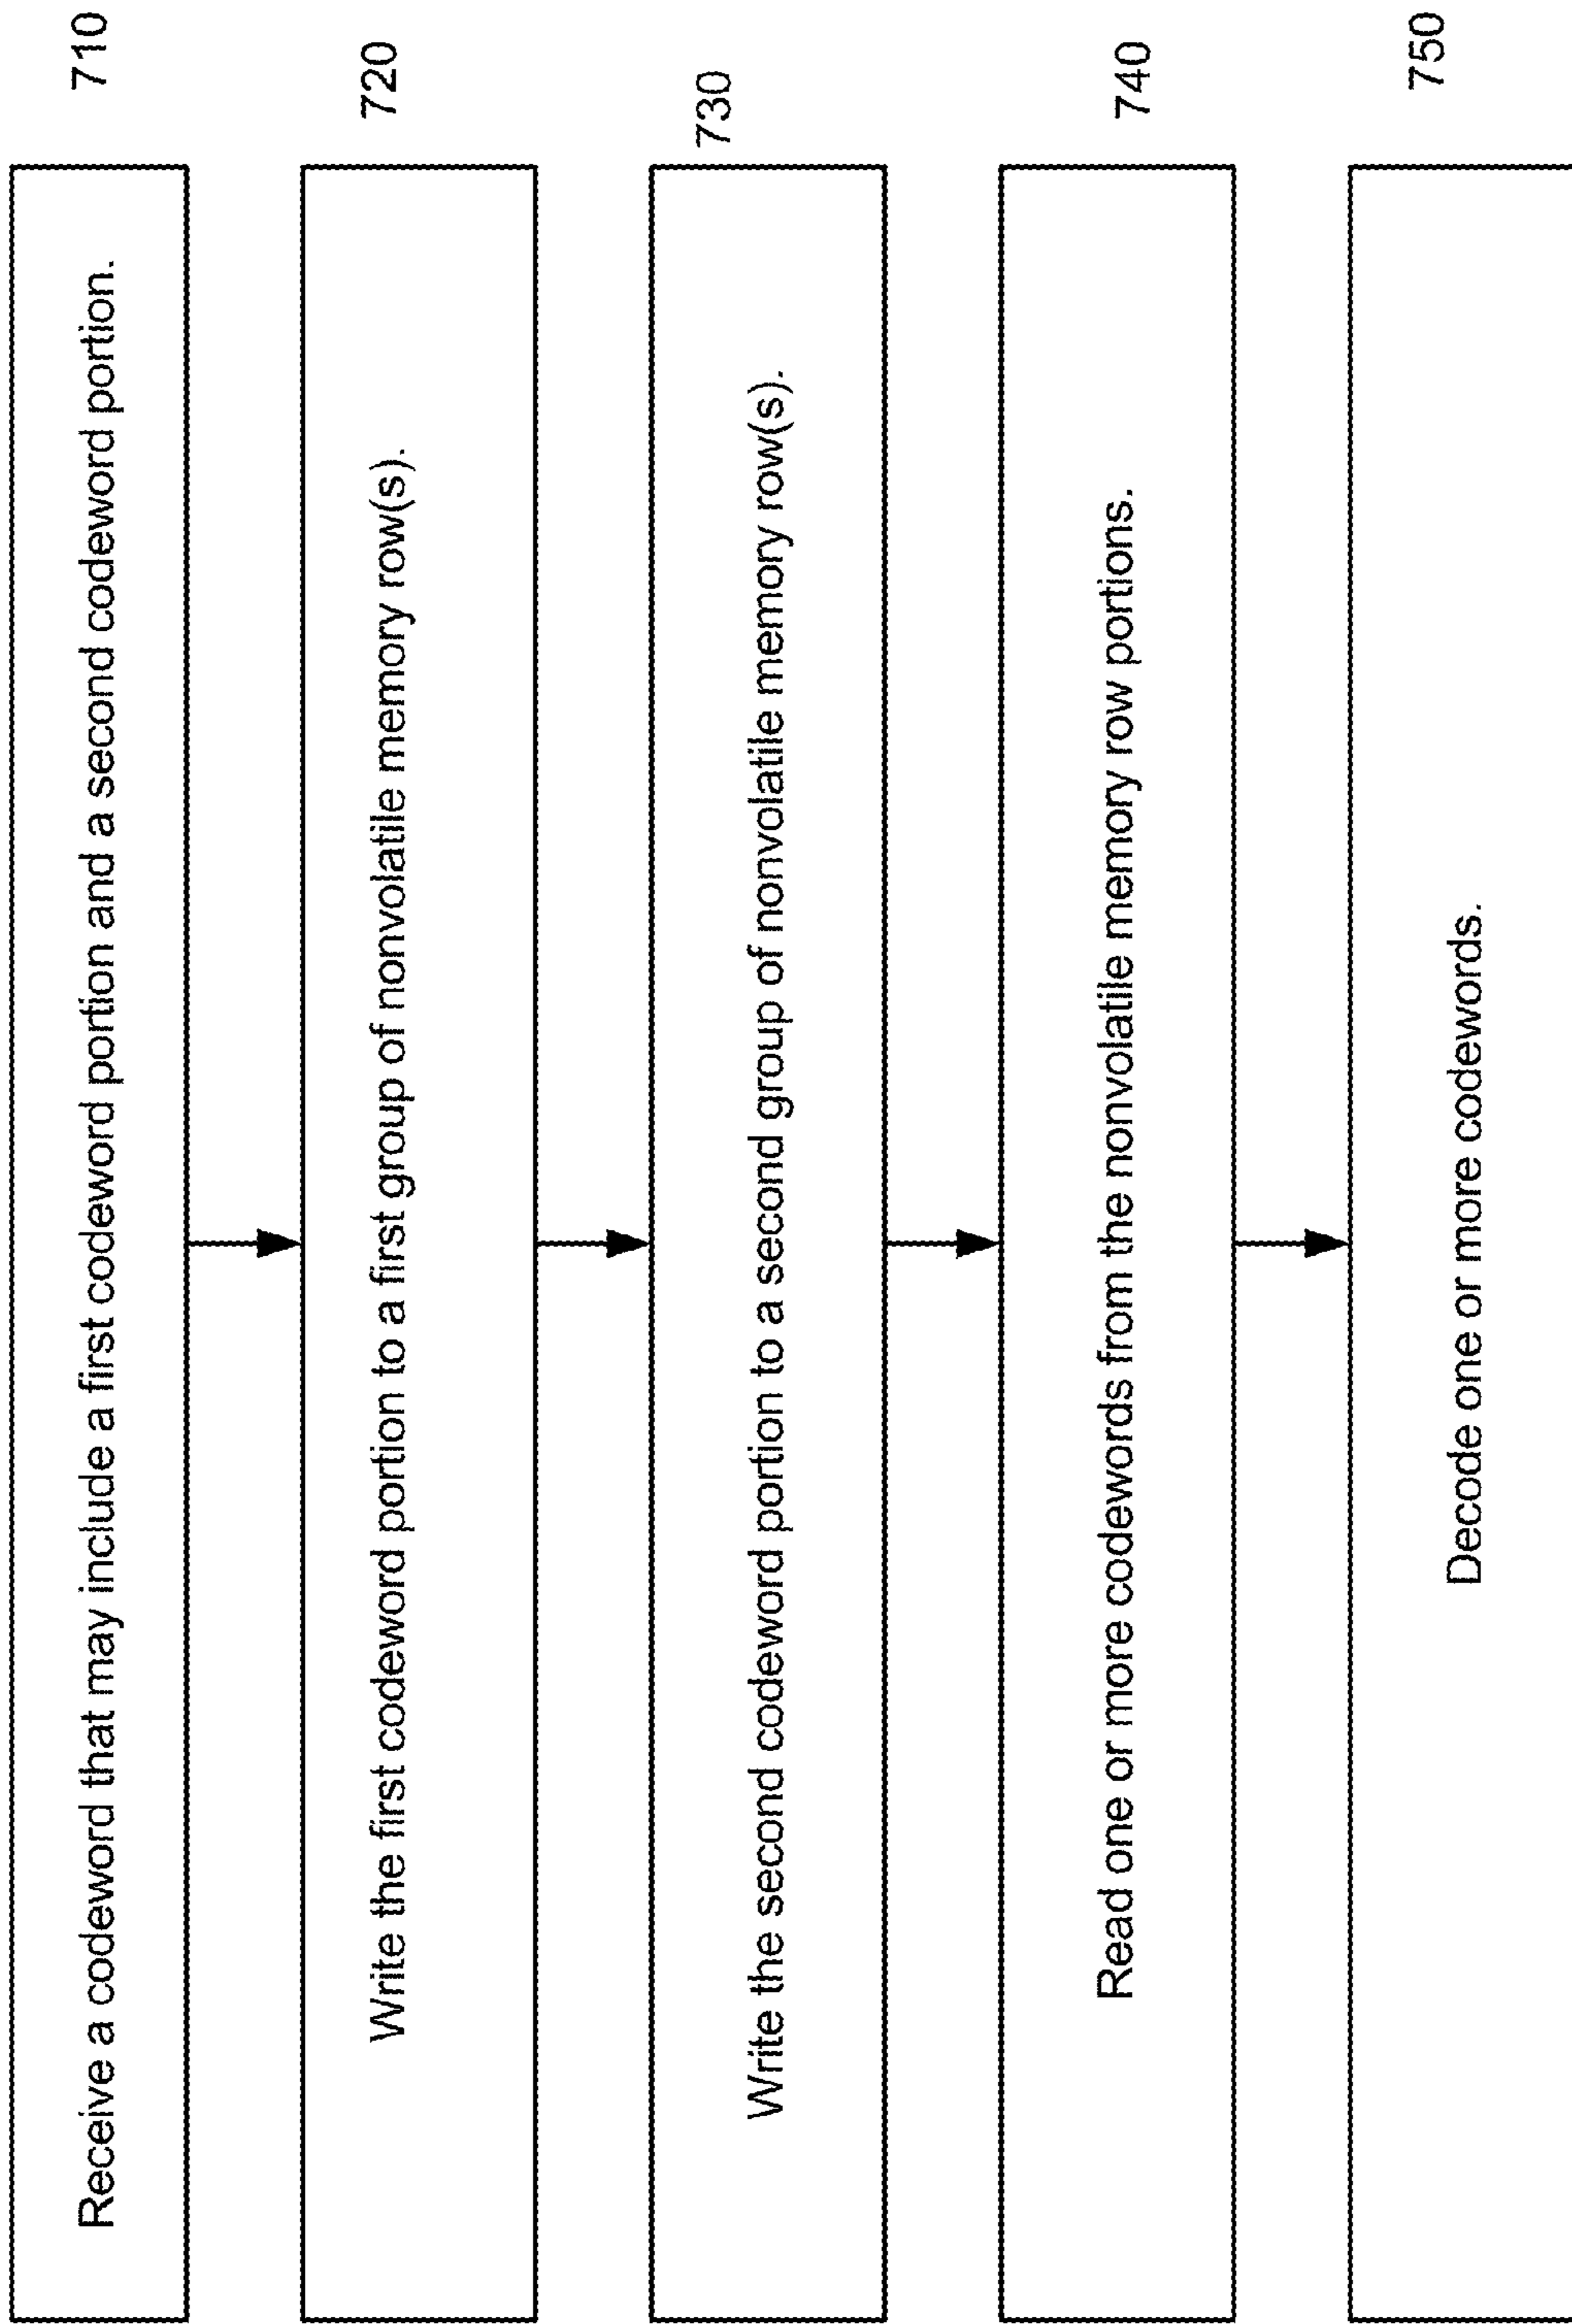 Receive a codeword that may include a first codeword portion and a second codeword portion.
710
Write the first codeword portion to a first group of nonvolatile memory row(s).
720
Write the second codeword portion to a second group of nonvolatile memory row(s).
730
Read one or more codewords from the nonvolatile memory row portions.
740
Decode one or more codewords.
750